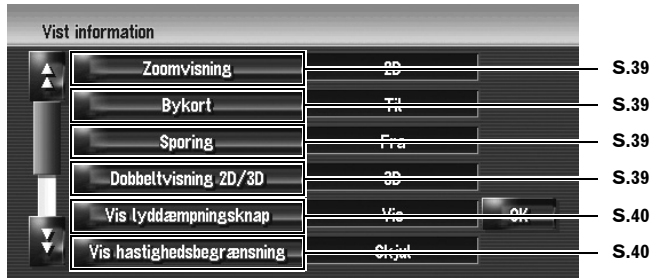 Vist information
Zoomvisning 2D S.39
Bykort Til S.39
Sporing Fra S.39
Dobbeltvisning 2D/3D 3D S.39
Vis lyddæmpningsknap Vis OK S.40
Vis hastighedsbegrænsning Skjul S.40